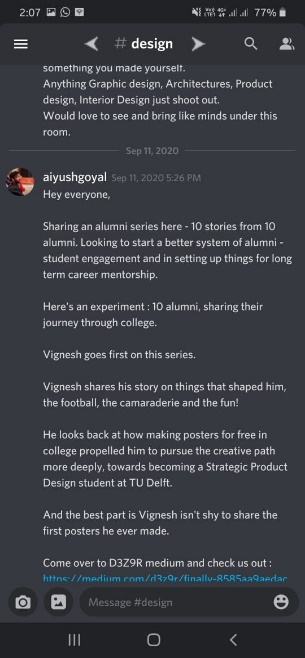 2:07
77%
# design
something you made yourself.
Anything Graphic design, Architectures, Product
design, Interior Design just shoot out.
Would love to see and bring like minds under this
room.
Sep 11, 2020
aiyushgoyal Sep 11, 2020 5:26 PM
Hey everyone,
Sharing an alumni series here - 10 stories from 10
alumni. Looking to start a better system of alumni -
student engagement and in setting up things for long
term career mentorship.
Here's an experiment : 10 alumni, sharing their
journey through college.
Vignesh goes first on this series.
Vignesh shares his story on things that shaped him,
the football, the camaraderie and the fun!
He looks back at how making posters for free in
college propelled him to pursue the creative path
more deeply, towards becoming a Strategic Product
Design student at TU Delft.
And the best part is Vignesh isn't shy to share the
first posters he ever made.
Come over to D3Z9R medium and check us out :
https://medium.com/d3z9r/finally-8585aa9aedac
Message #design